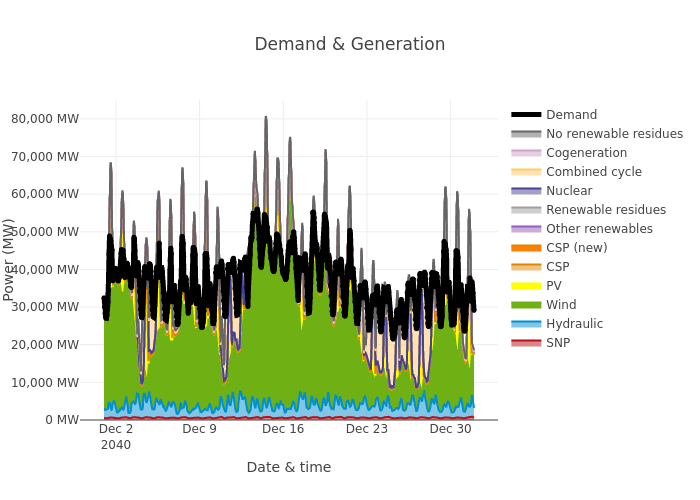 Demand & Generation
80,000 MW
70,000 MW
60,000 MW
50,000 MW
40,000 MW
30,000 MW
20,000 MW
10,000 MW
0 MW
Power (MW)
Dec 2
2040
Dec 9
Dec 16
Dec 23
Dec 30
Date & time
Demand
No renewable residues
Cogeneration
Combined cycle
Nuclear
Renewable residues
Other renewables
CSP (new)
CSP
PV
Wind
Hydraulic
SNP